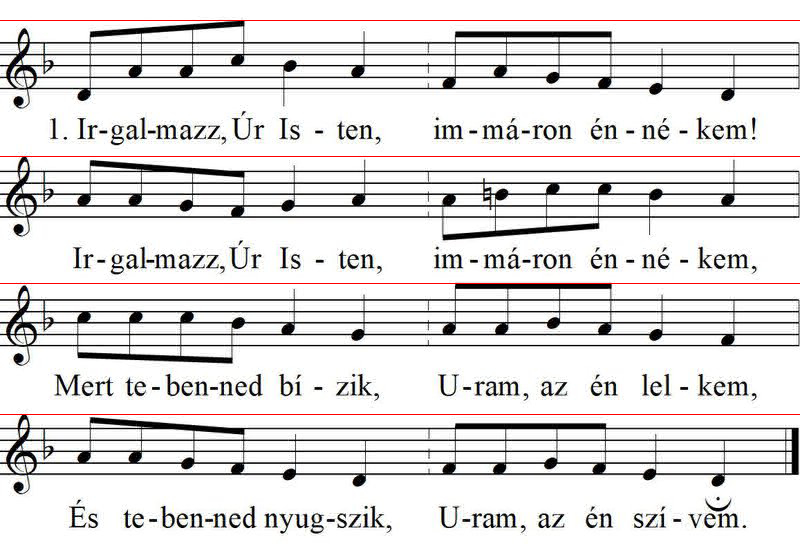 1. Ir-gal-mazz, Úr Is - ten, im - má-ron én - né - kem!
Ir-gal-mazz, Úr Is - ten, im - má-ron én - né - kem,
Mert te-ben-ned bí - zik, U-ram, az én lel - kem,
És te-ben-ned nyug-szik, U-ram, az én szí-vem.